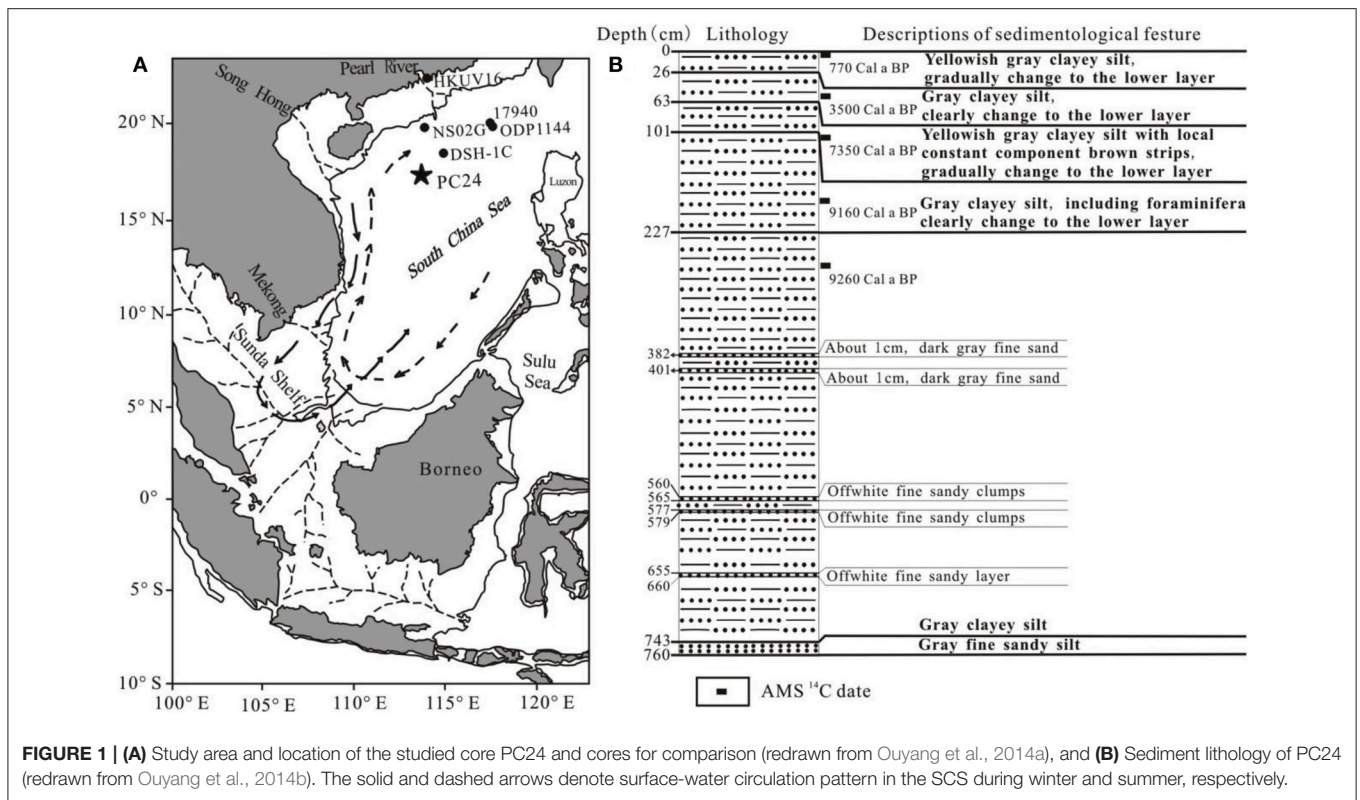 A
Song Hong
Pearl River
HKUV16
17940
NS02G
ODP1144
DSH-1C
PC24
Luzon
South China Sea
Mekong
Sunda Shelf
Sulu
Sea
Borneo
20° N
15° N
10° N
5° N
0°
5° S
10° S
100° E
105° E
110° E
115° E
120° E
B
Depth(cm) Lithology Descriptions of sedimentological festure
0
26
63
101
227
382
401
560
565
577
579
655
660
743
760
770 Cal a BP
Yellowish gray clayey silt,
gradually change to the lower layer
3500 Cal a BP
Gray clayey silt,
clearly change to the lower layer
7350 Cal a BP
Yellowish gray clayey silt with local
constant component brown strips,
gradually change to the lower layer
9160 Cal a BP
Gray clayey silt, including foraminifera
clearly change to the lower layer
9260 Cal a BP
About 1cm, dark gray fine sand
About 1cm, dark gray fine sand
Offwhite fine sandy clumps
Offwhite fine sandy clumps
Offwhite fine sandy layer
Gray clayey silt
Gray fine sandy silt
AMS ¹⁴C date
FIGURE 1 | (A) Study area and location of the studied core PC24 and cores for comparison (redrawn from Ouyang et al., 2014a), and (B) Sediment lithology of PC24
(redrawn from Ouyang et al., 2014b). The solid and dashed arrows denote surface-water circulation pattern in the SCS during winter and summer, respectively.